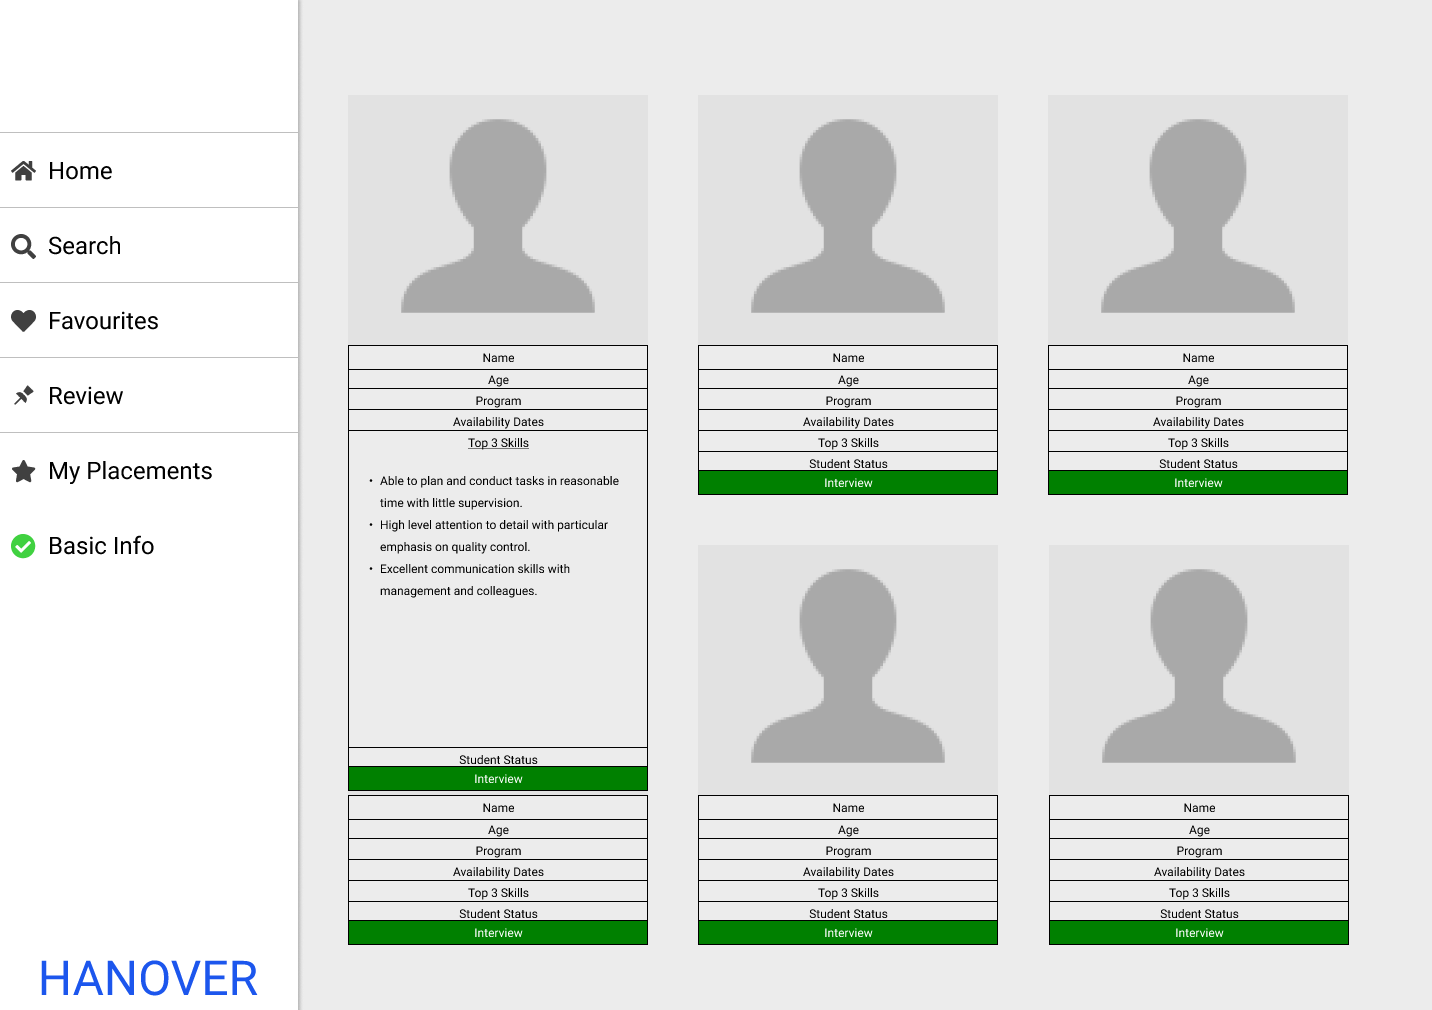 Home
Search
Favourites
Review
My Placements
Basic Info
HANOVER
Name
Age
Program
Availability Dates
Top 3 Skills
• Able to plan and conduct tasks in reasonable
time with little supervision.
• High level attention to detail with particular
emphasis on quality control.
• Excellent communication skills with
management and colleagues.
Student Status
Interview
Name
Age
Program
Availability Dates
Top 3 Skills
Student Status
Interview
Name
Age
Program
Availability Dates
Top 3 Skills
Student Status
Interview
Name
Age
Program
Availability Dates
Top 3 Skills
Student Status
Interview
Name
Age
Program
Availability Dates
Top 3 Skills
Student Status
Interview
Name
Age
Program
Availability Dates
Top 3 Skills
Student Status
Interview